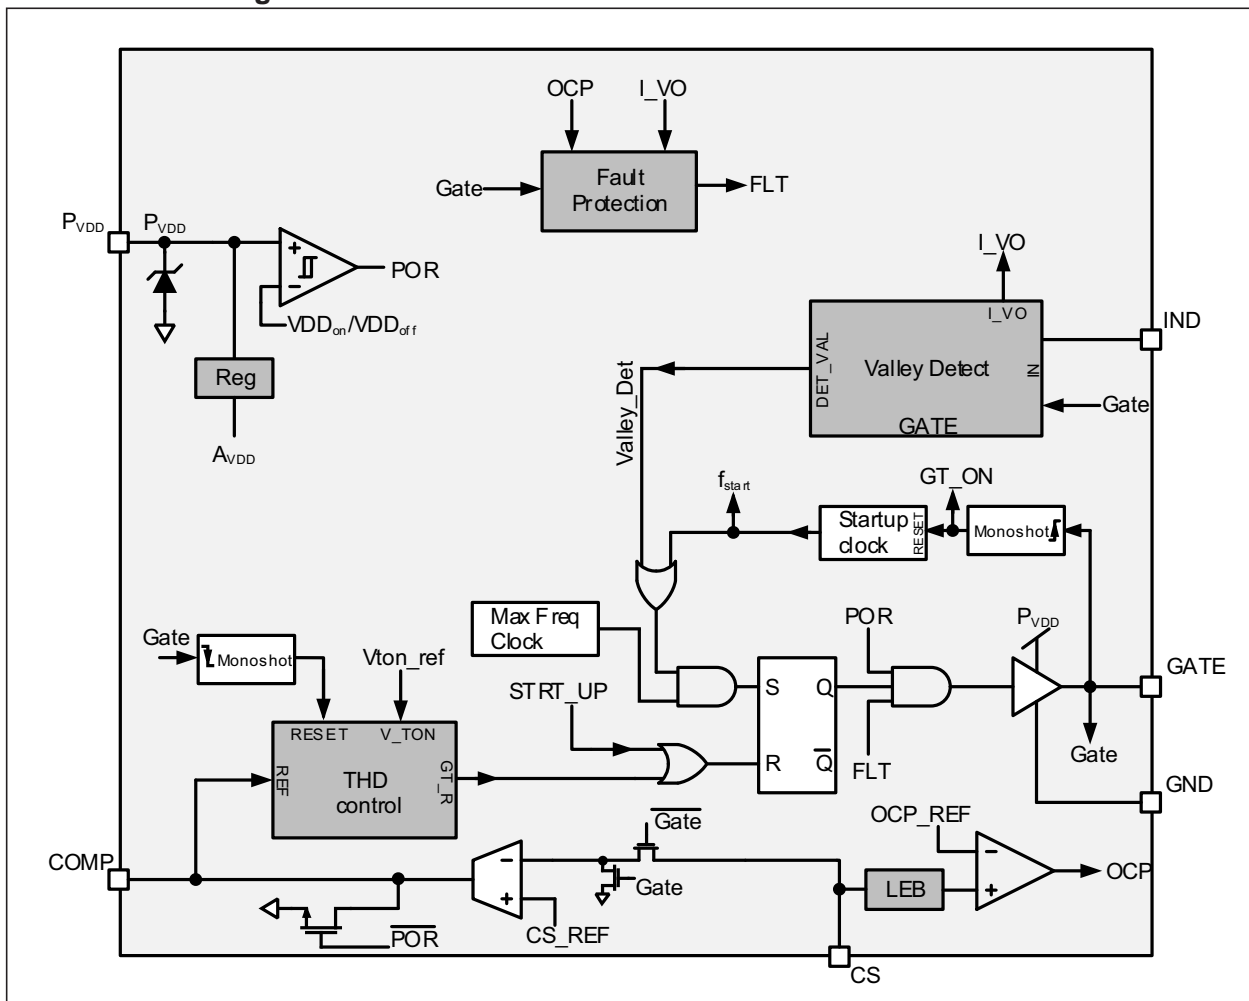 OCP
I_VO
Gate
Fault
Protection
FLT
PVDD
PVDD
POR
VDDon/VDDoff
Reg
AVDD
I_VO
I_VO
IND
DET_VAL
Valley Detect
IN
Gate
GATE
Valley_Det
fstart
GT_ON
Startup
clock
RESET
Monoshot
Max Freq
Clock
POR
PVDD
Gate
Monoshot
Vton_ref
STRT_UP
S
Q
GATE
RESET
V_TON
REF
THD
control
GT_R
R
Q̅
FLT
Gate
GND
G̅a̅t̅e̅
OCP_REF
COMP
Gate
LEB
OCP
P̅O̅R̅
CS_REF
CS